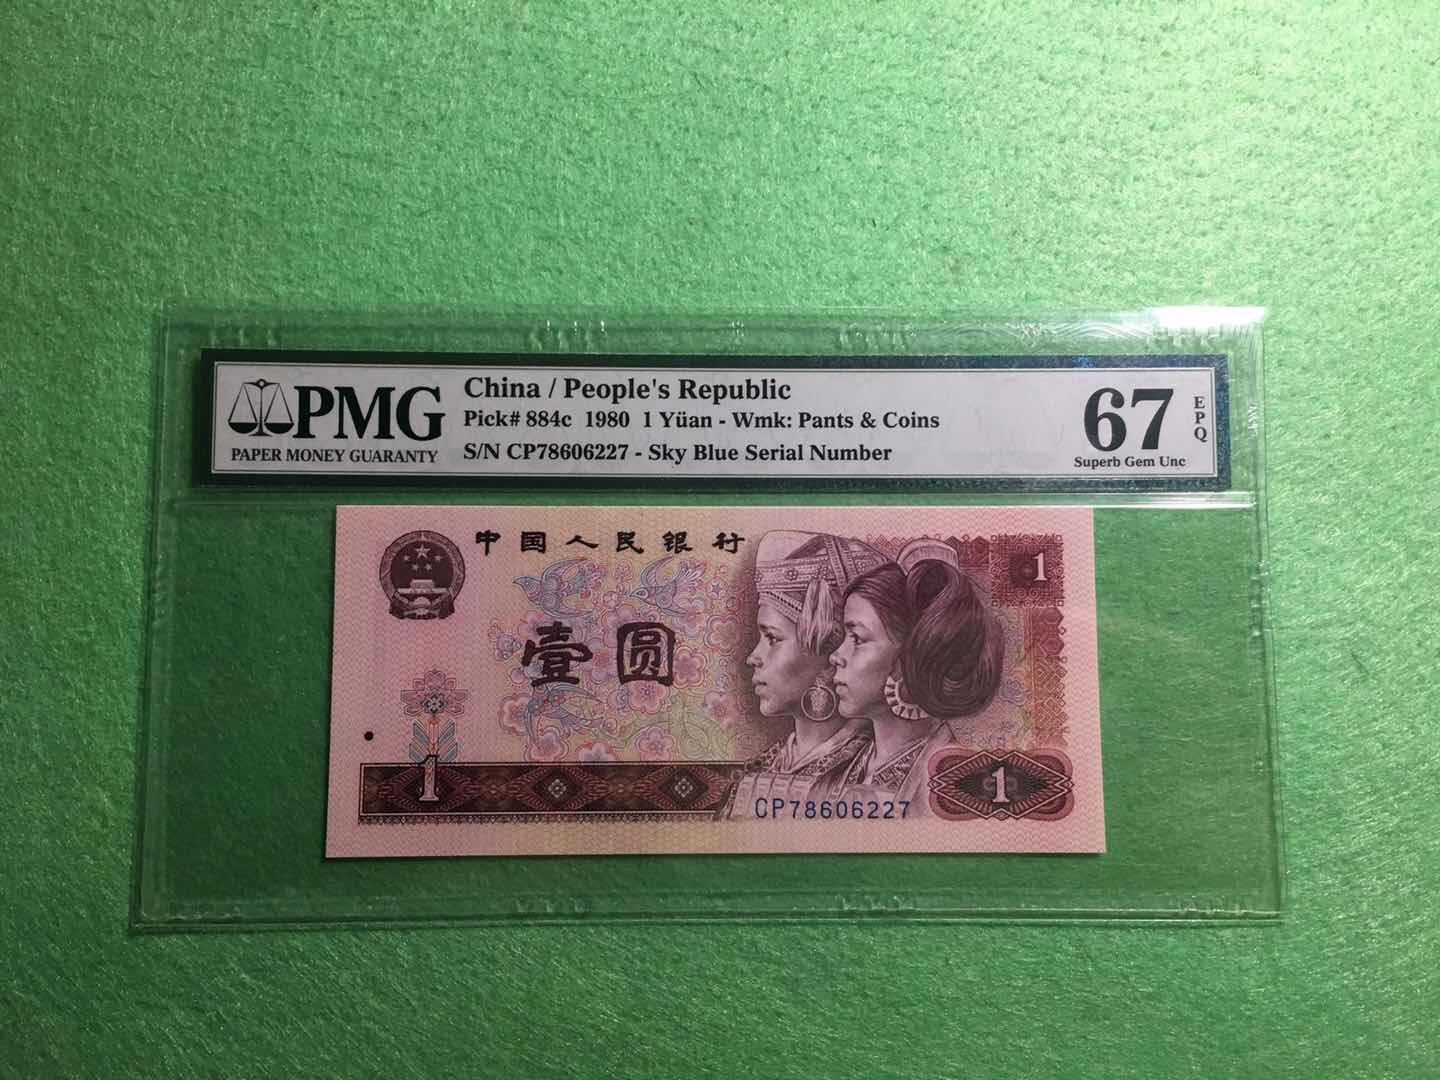 PMG
PAPER MONEY GUARANTY
China / People's Republic
Pick# 884c 1980 1 Yüan - Wmk: Pants & Coins
S/N CP78606227 - Sky Blue Serial Number
67
EPQ
Superb Gem Unc
中国人民银行
1
壹圆
1
1
CP78606227